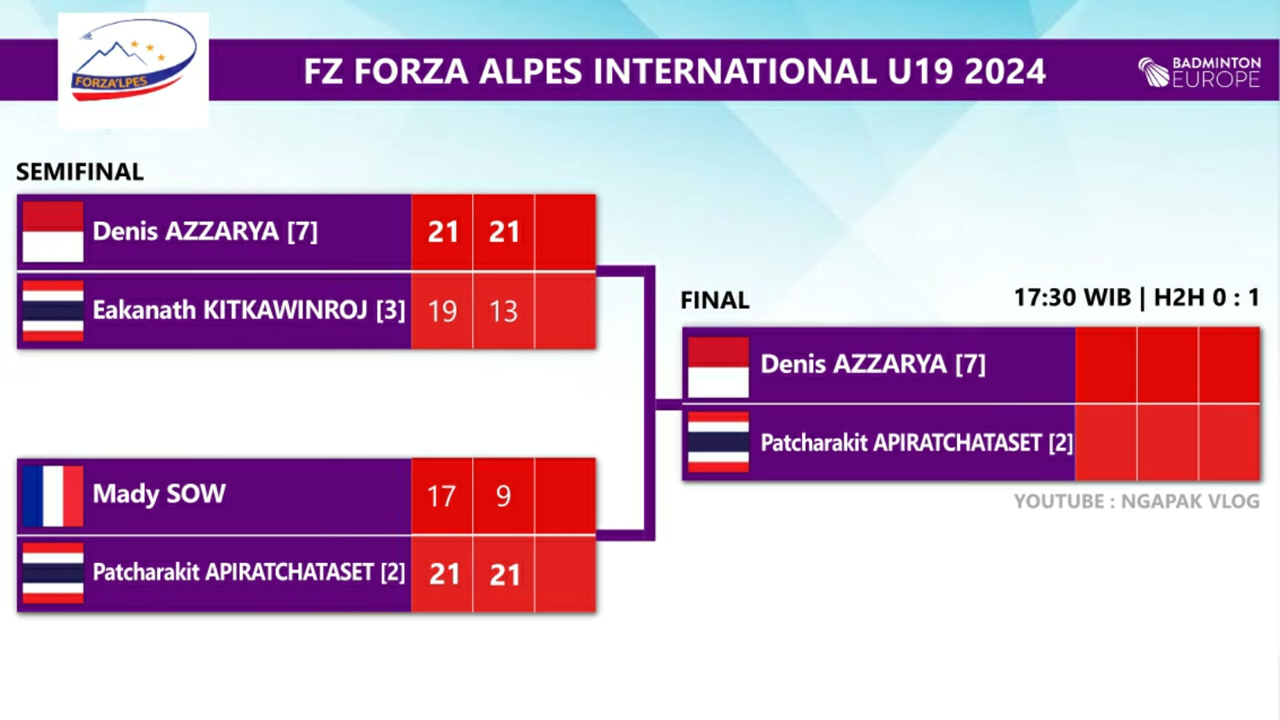 FORZA'LPES
FZ FORZA ALPES INTERNATIONAL U19 2024
BADMINTON
EUROPE
SEMIFINAL
Denis AZZARYA [7] 21 21
Eakanath KITKAWINROJ [3] 19 13
Mady SOW 17 9
Patcharakit APIRATCHATASET [2] 21 21
FINAL 17:30 WIB | H2H 0 : 1
Denis AZZARYA [7]
Patcharakit APIRATCHATASET [2]
YOUTUBE : NGAPAK VLOG